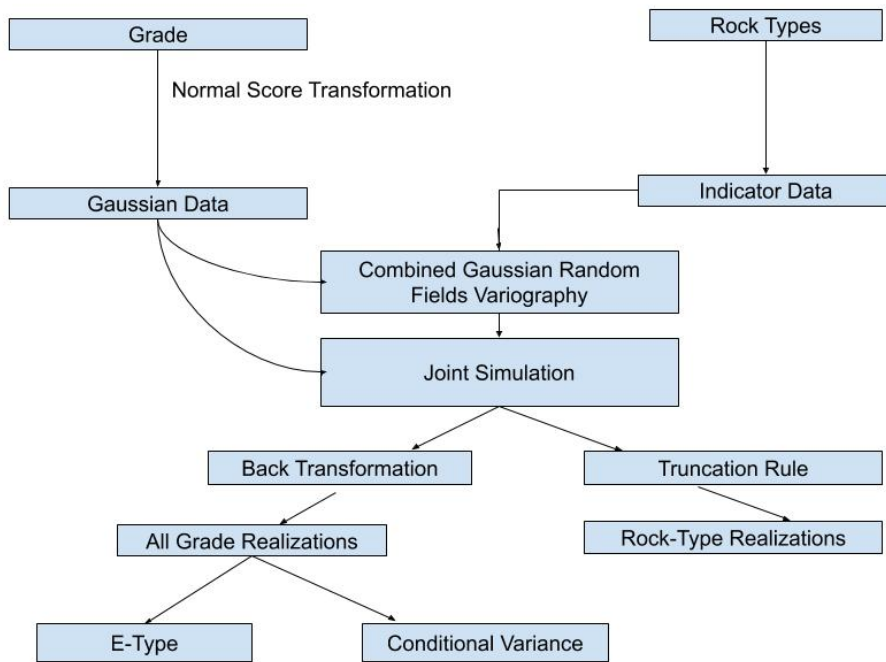 Grade
Rock Types
Normal Score Transformation
Gaussian Data
Indicator Data
Combined Gaussian Random
Fields Variography
Joint Simulation
Back Transformation
Truncation Rule
All Grade Realizations
Rock-Type Realizations
E-Type
Conditional Variance